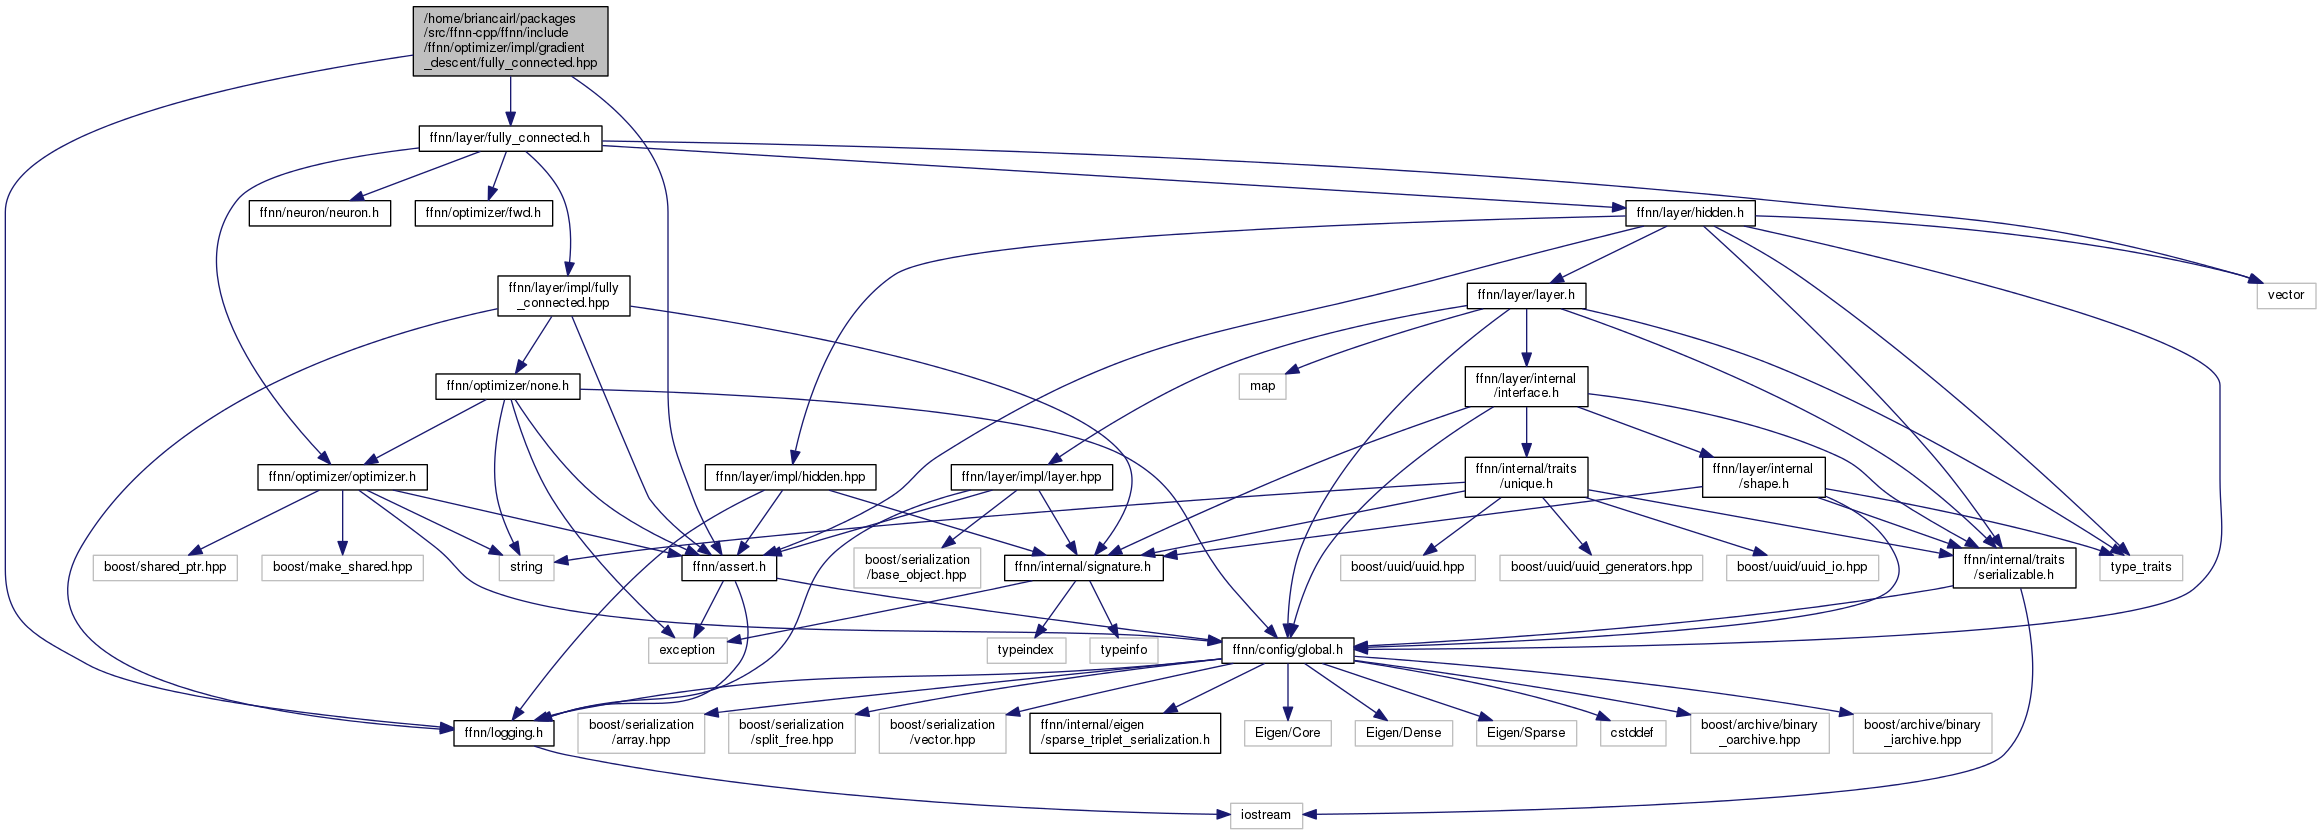 /home/briancairl/packages
/src/ffnn-cpp/ffnn/include
/ffnn/optimizer/impl/gradient
_descent/fully_connected.hpp
ffnn/layer/fully_connected.h
ffnn/neuron/neuron.h
ffnn/optimizer/fwd.h
ffnn/layer/hidden.h
ffnn/layer/impl/fully
_connected.hpp
ffnn/layer/layer.h
vector
ffnn/optimizer/none.h
map
ffnn/layer/internal
/interface.h
ffnn/optimizer/optimizer.h
ffnn/layer/impl/hidden.hpp
ffnn/layer/impl/layer.hpp
ffnn/internal/traits
/unique.h
ffnn/layer/internal
/shape.h
boost/shared_ptr.hpp
boost/make_shared.hpp
string
ffnn/assert.h
boost/serialization
/base_object.hpp
ffnn/internal/signature.h
boost/uuid/uuid.hpp
boost/uuid/uuid_generators.hpp
boost/uuid/uuid_io.hpp
ffnn/internal/traits
/serializable.h
type_traits
exception
typeindex
typeinfo
ffnn/config/global.h
ffnn/logging.h
boost/serialization
/array.hpp
boost/serialization
/split_free.hpp
boost/serialization
/vector.hpp
ffnn/internal/eigen
/sparse_triplet_serialization.h
Eigen/Core
Eigen/Dense
Eigen/Sparse
cstddef
boost/archive/binary
_oarchive.hpp
boost/archive/binary
_iarchive.hpp
iostream